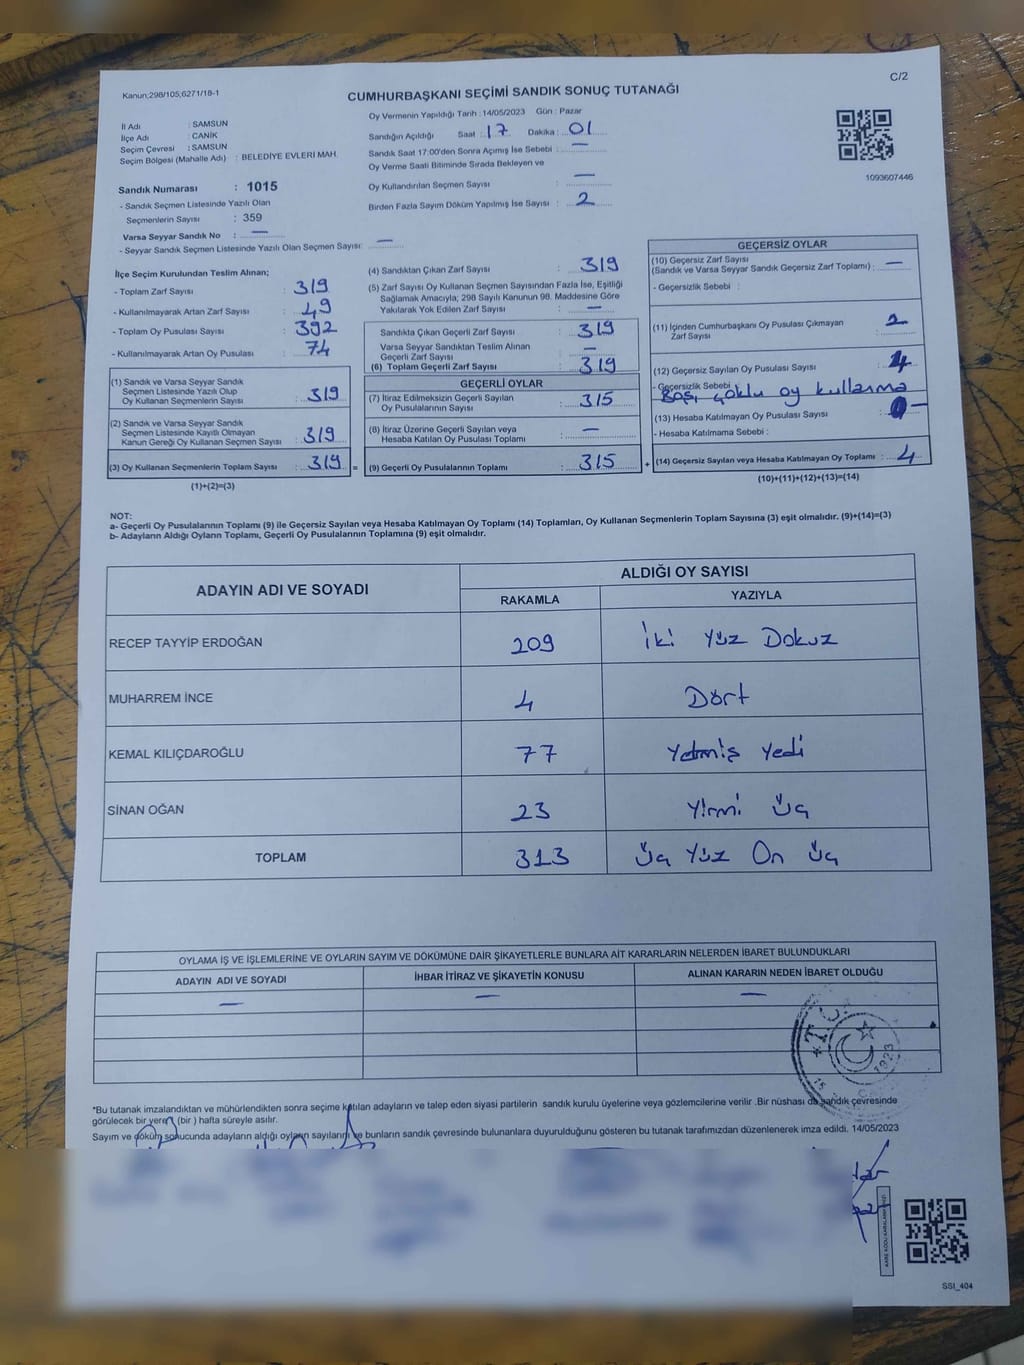 C/2
Kanun;298/105;6271/18-1
CUMHURBAŞKANI SEÇİMİ SANDIK SONUÇ TUTANAĞI
İl Adı : SAMSUN
İlçe Adı : CANİK
Seçim Çevresi : SAMSUN
Seçim Bölgesi (Mahalle Adı) : BELEDİYE EVLERİ MAH.
Sandık Numarası : 1015
- Sandık Seçmen Listesinde Yazılı Olan
Seçmenlerin Sayısı : 359
Varsa Seyyar Sandık No : —
- Seyyar Sandık Seçmen Listesinde Yazılı Olan Seçmen Sayısı : —
Oy Vermenin Yapıldığı Tarih : 14/05/2023 Gün : Pazar
Sandığın Açıldığı Saat : 17 Dakika : 01
Sandık Saat 17:00'den Sonra Açımış İse Sebebi : —
Oy Verme Saati Bitiminde Sırada Bekleyen ve
Oy Kullandırılan Seçmen Sayısı : —
Birden Fazla Sayım Döküm Yapılmış İse Sayısı : 2
1093607446
İlçe Seçim Kurulundan Teslim Alınan;
- Toplam Zarf Sayısı : 319
- Kullanılmayarak Artan Zarf Sayısı : 49
- Toplam Oy Pusulası Sayısı : 392
- Kullanılmayarak Artan Oy Pusulası : 74
(1) Sandık ve Varsa Seyyar Sandık
Seçmen Listesinde Yazılı Olup
Oy Kullanan Seçmenlerin Sayısı : 319
(2) Sandık ve Varsa Seyyar Sandık
Seçmen Listesinde Kayıtlı Olmayan
Kanun Gereği Oy Kullanan Seçmen Sayısı : 319
(3) Oy Kullanan Seçmenlerin Toplam Sayısı : 319
(1)+(2)=(3)
(4) Sandıktan Çıkan Zarf Sayısı : 319
(5) Zarf Sayısı Oy Kullanan Seçmen Sayısından Fazla İse, Eşitliği
Sağlamak Amacıyla; 298 Sayılı Kanunun 98. Maddesine Göre
Yakılarak Yok Edilen Zarf Sayısı : —
Sandıkta Çıkan Geçerli Zarf Sayısı : 319
Varsa Seyyar Sandıktan Teslim Alınan
Geçerli Zarf Sayısı : —
(6) Toplam Geçerli Zarf Sayısı : 319
GEÇERLİ OYLAR
(7) İtiraz Edilmeksizin Geçerli Sayılan
Oy Pusulalarının Sayısı : 315
(8) İtiraz Üzerine Geçerli Sayılan veya
Hesaba Katılan Oy Pusulası Toplamı : —
= (9) Geçerli Oy Pusulalarının Toplamı : 315
GEÇERSİZ OYLAR
(10) Geçersiz Zarf Sayısı
(Sandık ve Varsa Seyyar Sandık Geçersiz Zarf Toplamı) : —
- Geçersizlik Sebebi :
(11) İçinden Cumhurbaşkanı Oy Pusulası Çıkmayan
Zarf Sayısı :
(12) Geçersiz Sayılan Oy Pusulası Sayısı : 4
- Geçersizlik Sebebi : Boş, çoklu oy kullanma
(13) Hesaba Katılmayan Oy Pusulası Sayısı : —
- Hesaba Katılmama Sebebi :
+ (14) Geçersiz Sayılan veya Hesaba Katılmayan Oy Toplamı : 4
(10)+(11)+(12)+(13)=(14)
NOT:
a- Geçerli Oy Pusulalarının Toplamı (9) ile Geçersiz Sayılan veya Hesaba Katılmayan Oy Toplamı (14) Toplamları, Oy Kullanan Seçmenlerin Toplam Sayısına (3) eşit olmalıdır. (9)+(14)=(3)
b- Adayların Aldığı Oyların Toplamı, Geçerli Oy Pusulalarının Toplamına (9) eşit olmalıdır.
ADAYIN ADI VE SOYADI
ALDIĞI OY SAYISI
RAKAMLA YAZIYLA
RECEP TAYYİP ERDOĞAN 209 İki Yüz Dokuz
MUHARREM İNCE 4 Dört
KEMAL KILIÇDAROĞLU 77 Yetmiş Yedi
SİNAN OĞAN 23 Yirmi Üç
TOPLAM 313 Üç Yüz On Üç
OYLAMA İŞ VE İŞLEMLERİNE VE OYLARIN SAYIM VE DÖKÜMÜNE DAİR ŞİKAYETLERLE BUNLARA AİT KARARLARIN NELERDEN İBARET BULUNDUKLARI
ADAYIN ADI VE SOYADI İHBAR İTİRAZ VE ŞİKAYETİN KONUSU ALINAN KARARIN NEDEN İBARET OLDUĞU
— — —
T.C.
1923
*Bu tutanak imzalandıktan ve mühürlendikten sonra seçime katılan adayların ve talep eden siyasi partilerin sandık kurulu üyelerine veya gözlemcilerine verilir .Bir nüshası da sandık çevresinde
görülecek bir yere (bir) hafta süreyle asılır.
Sayım ve döküm sonucunda adayların aldığı oyların sayılarını ve bunların sandık çevresinde bulunanlara duyurulduğunu gösteren bu tutanak tarafımızdan düzenlenerek imza edildi. 14/05/2023
SSI_404